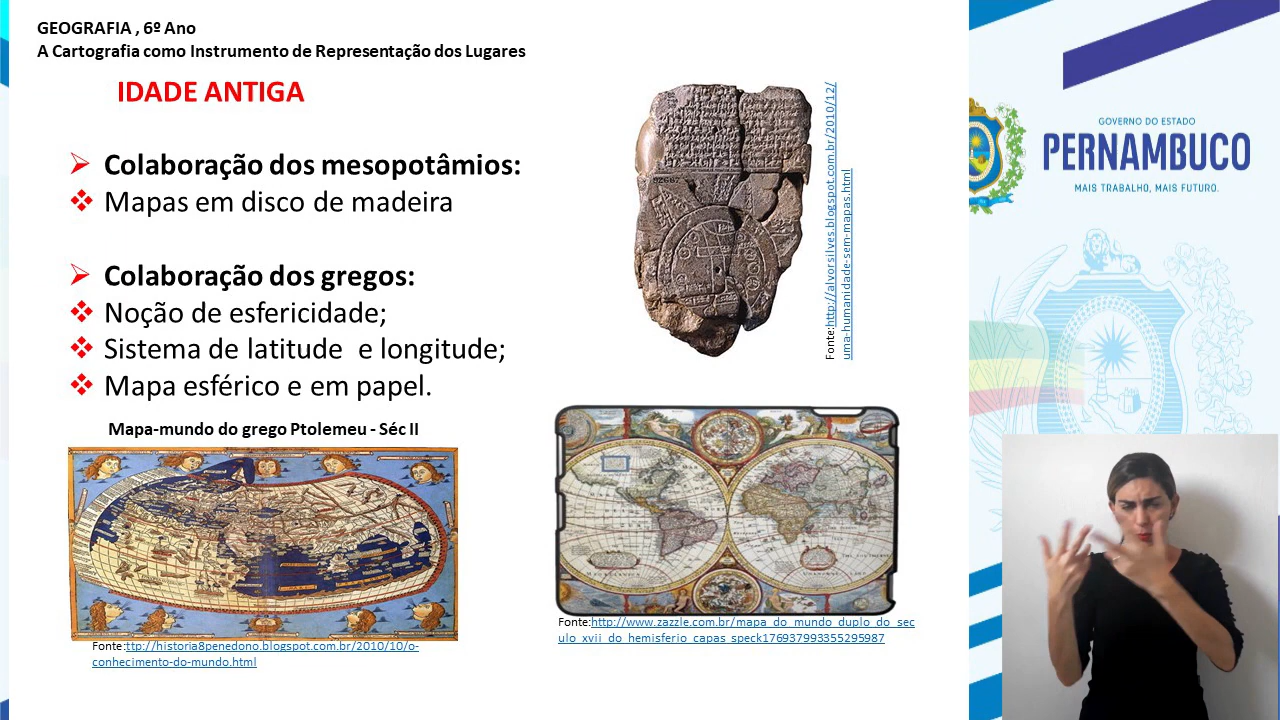 GEOGRAFIA , 6º Ano
A Cartografia como Instrumento de Representação dos Lugares
IDADE ANTIGA
Colaboração dos mesopotâmios:
Mapas em disco de madeira
Colaboração dos gregos:
Noção de esfericidade;
Sistema de latitude e longitude;
Mapa esférico e em papel.
Mapa-mundo do grego Ptolemeu - Séc II
Fonte:ttp://historia8penedono.blogspot.com.br/2010/10/o-
conhecimento-do-mundo.html
Fonte:http://alvorsilves.blogspot.com.br/2010/12/
uma-humanidade-sem-mapas.html
Fonte:http://www.zazzle.com.br/mapa_do_mundo_duplo_do_sec
ulo_xvii_do_hemisferio_capas_speck176937993355295987
GOVERNO DO ESTADO
PERNAMBUCO
MAIS TRABALHO, MAIS FUTURO.